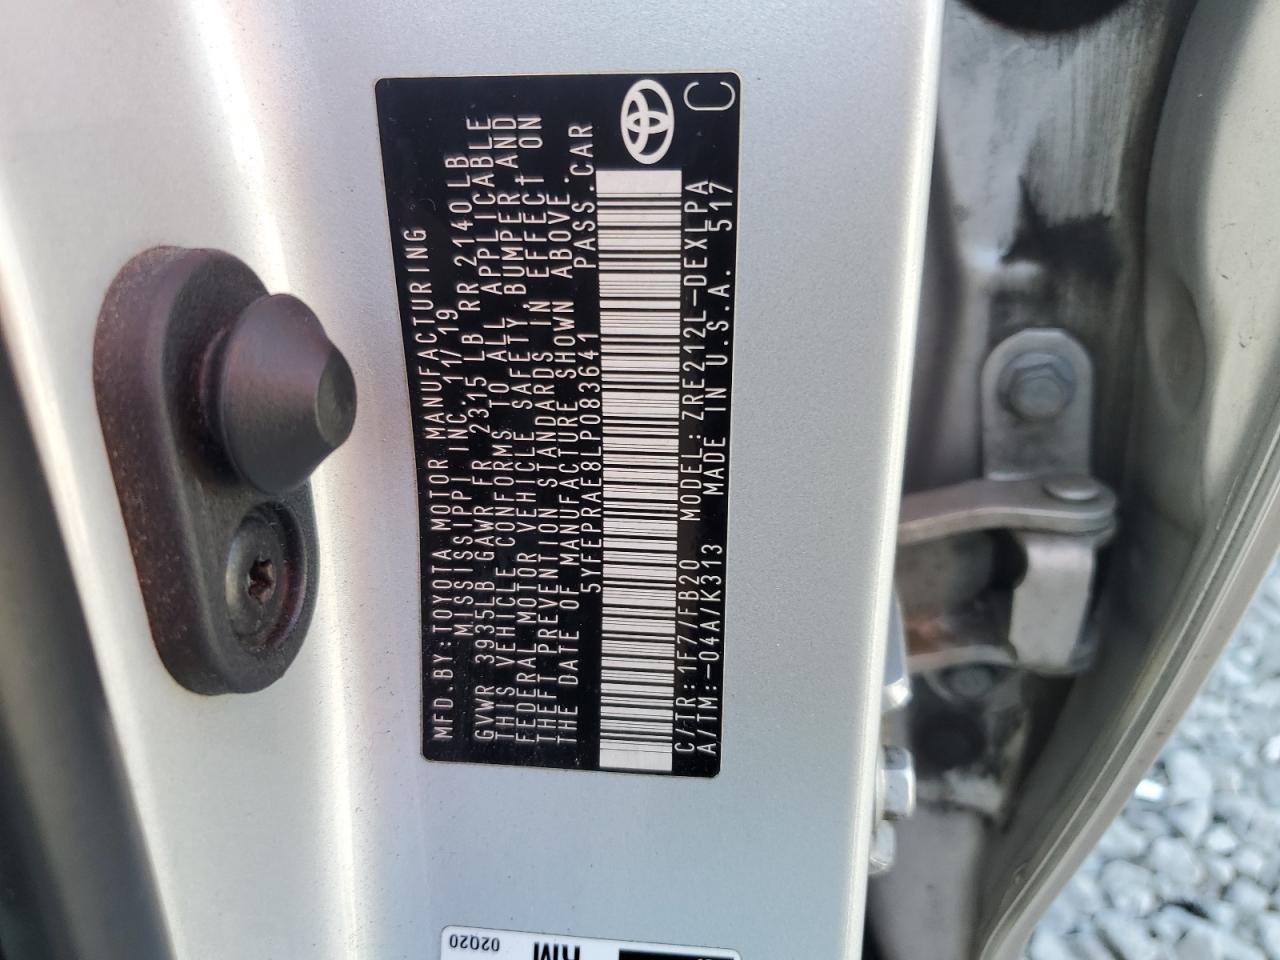 MFD.BY:TOYOTA MOTOR MANUFACTURING
MISSISSIPPI INC. 11/19
GVWR 3935LB GAWR FR 2315 LB RR 2140LB
THIS VEHICLE CONFORMS TO ALL APPLICABLE
FEDERAL MOTOR VEHICLE SAFETY,BUMPER AND
THEFT PREVENTION STANDARDS IN EFFECT ON
THE DATE OF MANUFACTURE SHOWN ABOVE.
5YFEPRAE8LP083641 PASS.CAR
C/TR:1F7/FB20 MODEL:ZRE212L-DEXLPA
A/TM:-04A/K313 MADE IN U.S.A. 517 C
02020